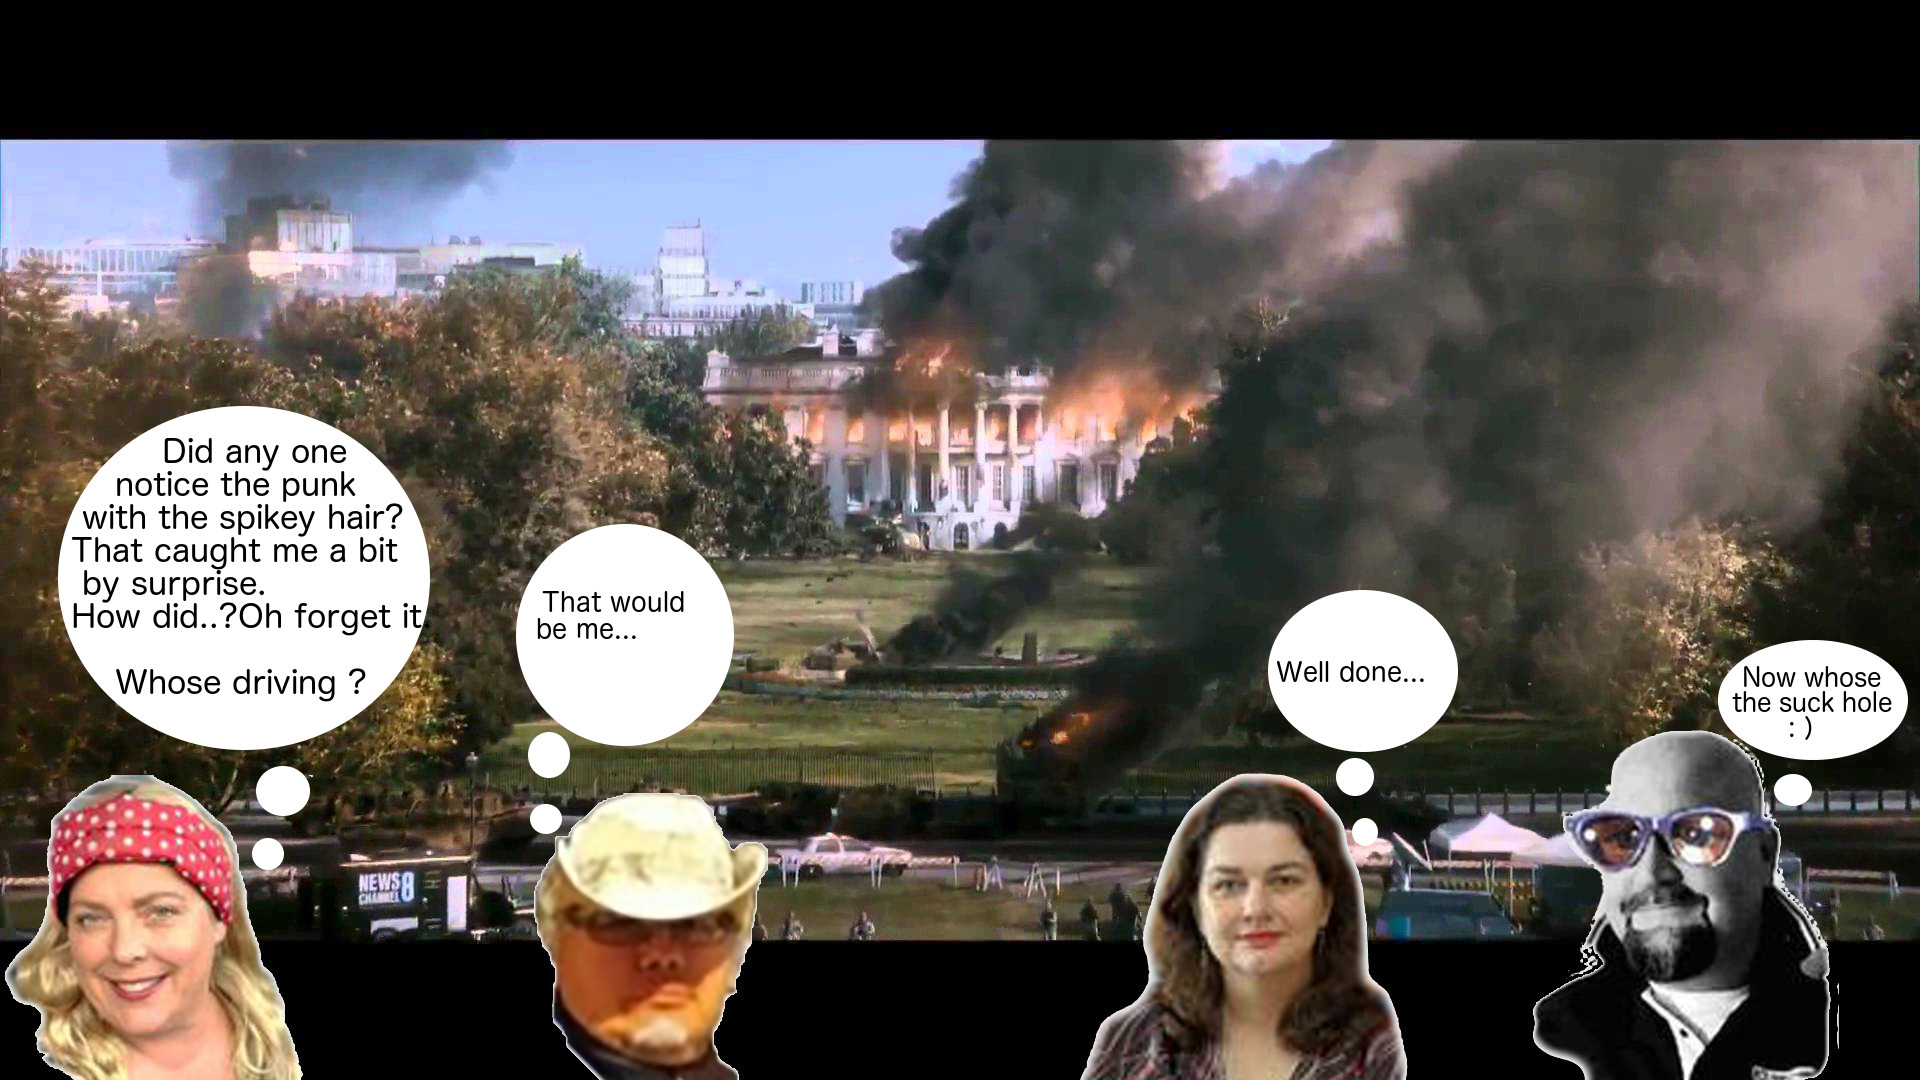 Did any one
notice the punk
with the spikey hair?
That caught me a bit
by surprise.
How did..?Oh forget it.
Whose driving ?
That would
be me...
Well done...
Now whose
the suck hole
: )
NEWS 8
CHANNEL